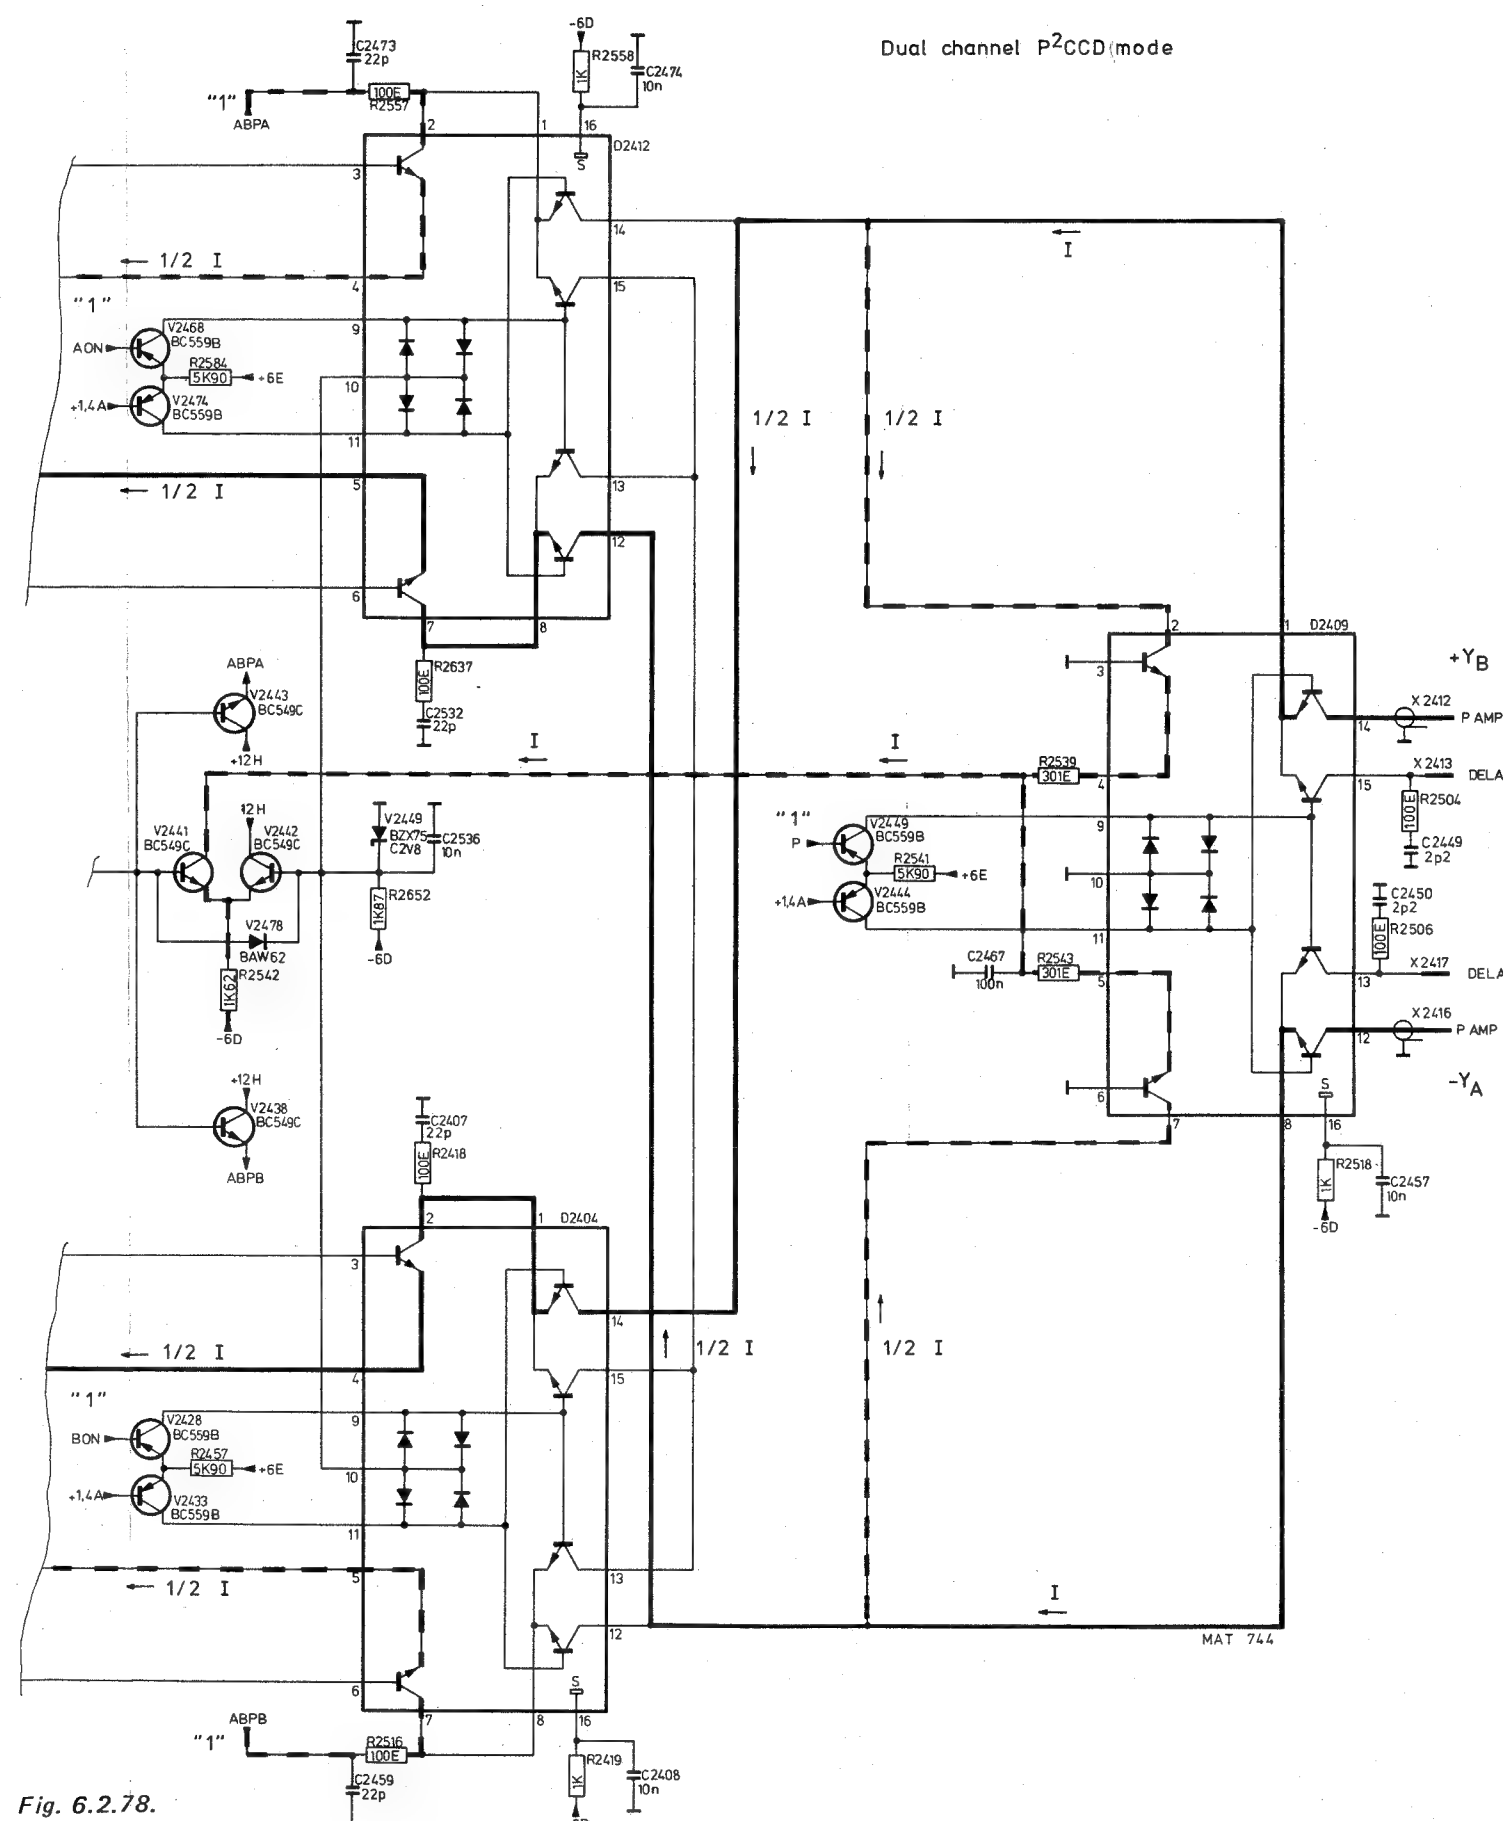 Dual channel P²CCD mode
-6D
R2558
1K
C2474
10n
C2473
22p
"1"
ABPA
100E
R2557
2
1
16
D2412
S
3
14
1/2 I
4
15
"1"
V2468
BC559B
AON
R2584
5K90
+6E
+1,4A
V2474
BC559B
9
10
11
I
1/2 I
1/2 I
5
1/2 I
13
12
6
7
8
R2637
100E
C2532
22p
ABPA
V2443
BC549C
+12H
I
I
12H
V2441
BC549C
V2442
BC549C
V2449
BZX75
C2V8
C2536
10n
R2652
1K87
-6D
V2478
BAW62
R2542
1K62
-6D
+12H
V2438
BC549C
ABPB
2
1
D2409
+YB
3
X2412
P AMP
14
R2539
301E
4
X2413
DELA
15
R2504
100E
C2449
2p2
"1"
P
V2449
BC559B
R2541
5K90
+6E
+1,4A
V2444
BC559B
9
10
11
C2450
2p2
100E
R2506
C2467
100n
R2543
301E
5
X2417
DELA
13
X2416
P AMP
12
-YA
6
7
8
S
16
R2518
1K
C2457
10n
-6D
C2407
22p
100E
R2418
2
1
D2404
3
14
1/2 I
1/2 I
1/2 I
4
15
"1"
V2428
BC559B
BON
R2457
5K90
+6E
+1,4A
V2433
BC559B
9
10
11
5
1/2 I
13
I
12
MAT 744
6
S
7
8
16
ABPB
"1"
R2516
100E
C2459
22p
R2419
1K
C2408
10n
Fig. 6.2.78.